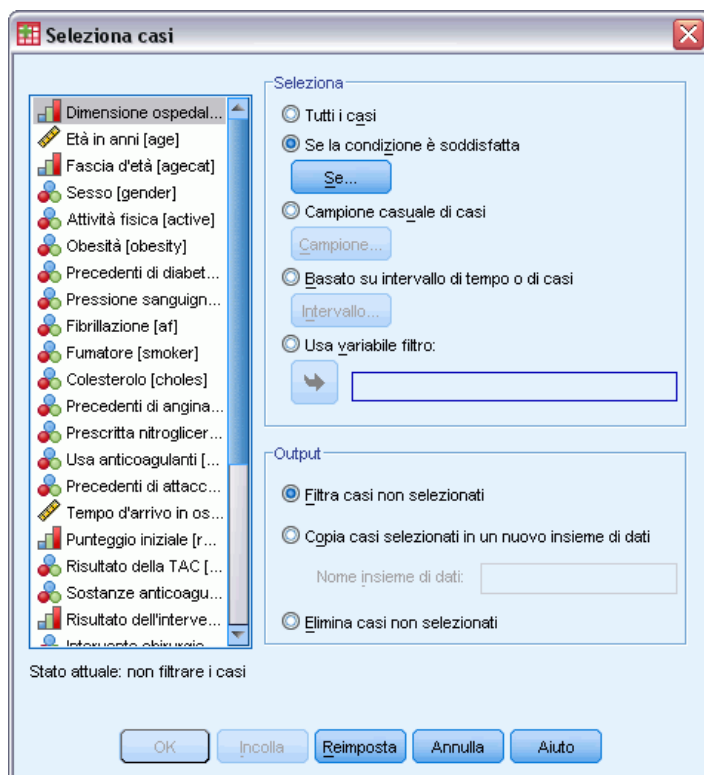 Seleziona casi
Dimensione ospedal...
Età in anni [age]
Fascia d'età [agecat]
Sesso [gender]
Attività fisica [active]
Obesità [obesity]
Precedenti di diabet...
Pressione sanguign...
Fibrillazione [af]
Fumatore [smoker]
Colesterolo [choles]
Precedenti di angina...
Prescritta nitroglicer...
Usa anticoagulanti [...
Precedenti di attacc...
Tempo d'arrivo in os...
Punteggio iniziale [r...
Risultato della TAC [...
Sostanze anticoagu...
Risultato dell'interve...
Stato attuale: non filtrare i casi
Seleziona
Tutti i casi
Se la condizione è soddisfatta
Se...
Campione casuale di casi
Campione...
Basato su intervallo di tempo o di casi
Intervallo...
Usa variabile filtro:
Output
Filtra casi non selezionati
Copia casi selezionati in un nuovo insieme di dati
Nome insieme di dati:
Elimina casi non selezionati
OK
Incolla
Reimposta
Annulla
Aiuto